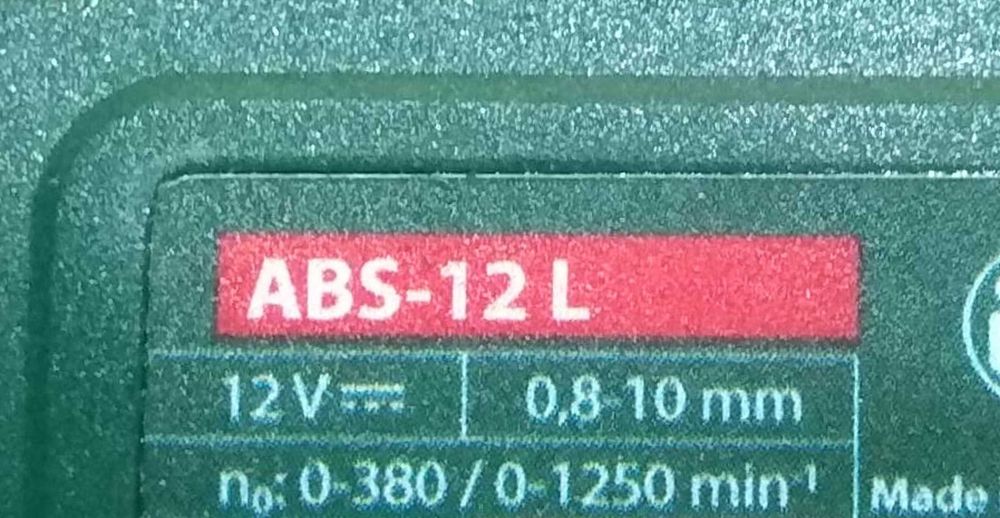 ABS-12 L
12 V⎓ 0,8-10 mm
n₀: 0-380 / 0-1250 min⁻¹
Made